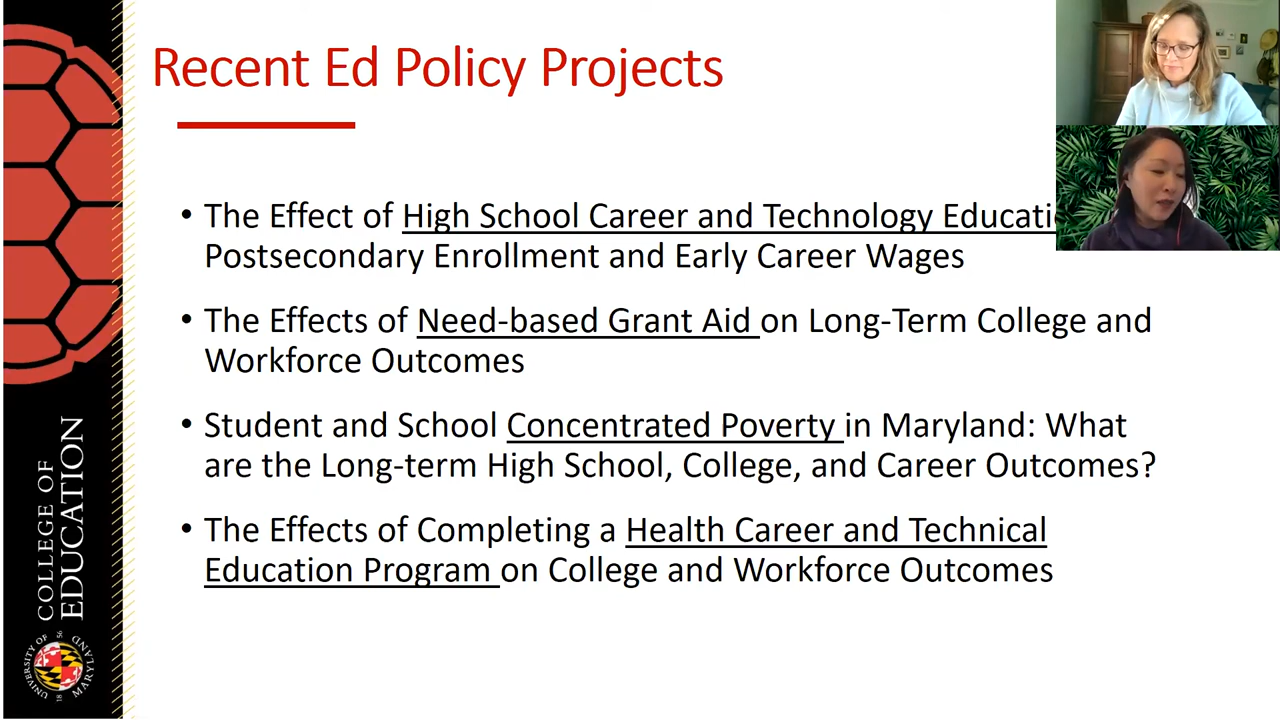 Recent Ed Policy Projects
• The Effect of High School Career and Technology
Postsecondary Enrollment and Early Career Wages
• The Effects of Need-based Grant Aid on Long-Term College and
Workforce Outcomes
• Student and School Concentrated Poverty in Maryland: What
are the Long-term High School, College, and Career Outcomes?
• The Effects of Completing a Health Career and Technical
Education Program on College and Workforce Outcomes
COLLEGE OF
EDUCATION
UNIVERSITY OF
MARYLAND
18 56